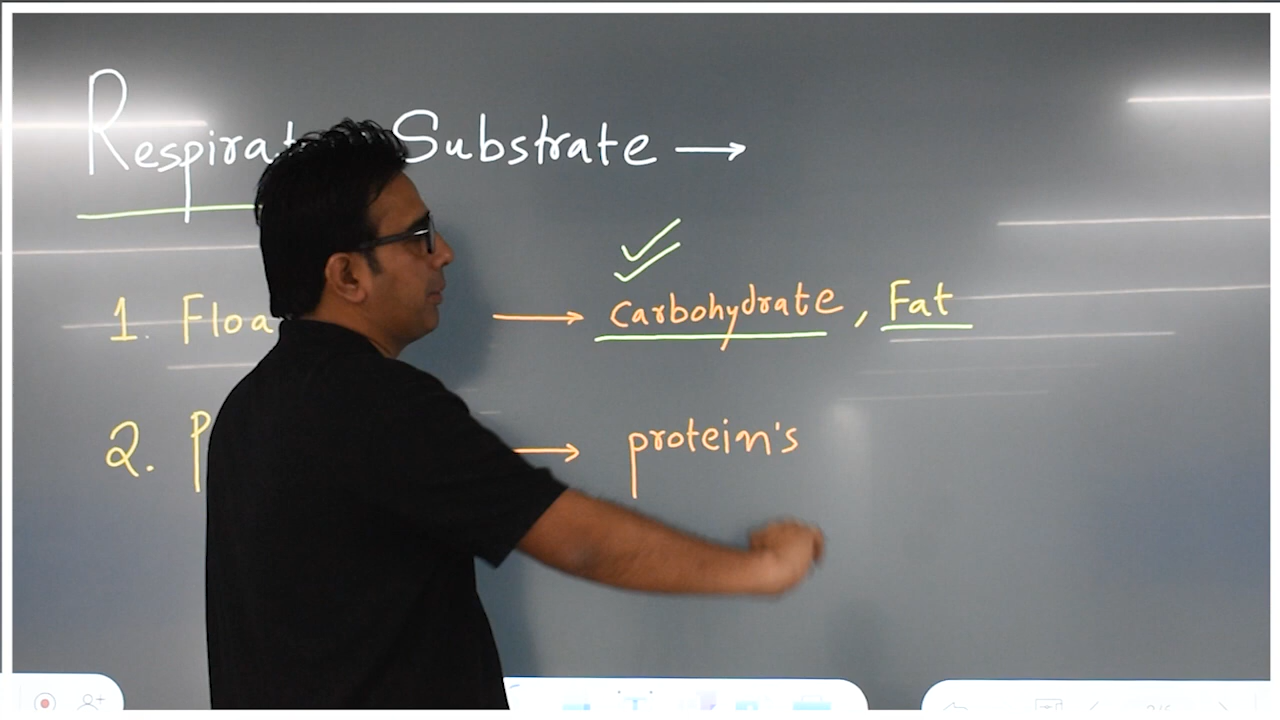 Respirat Substrate →
1. Floa → Carbohydrate, Fat
2. P → protein's